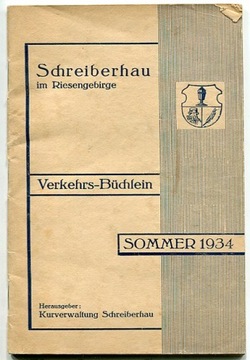 Schreiberhau
im Riesengebirge
Verkehrs-Büchlein
SOMMER 1934
Herausgeber:
Kurverwaltung Schreiberhau